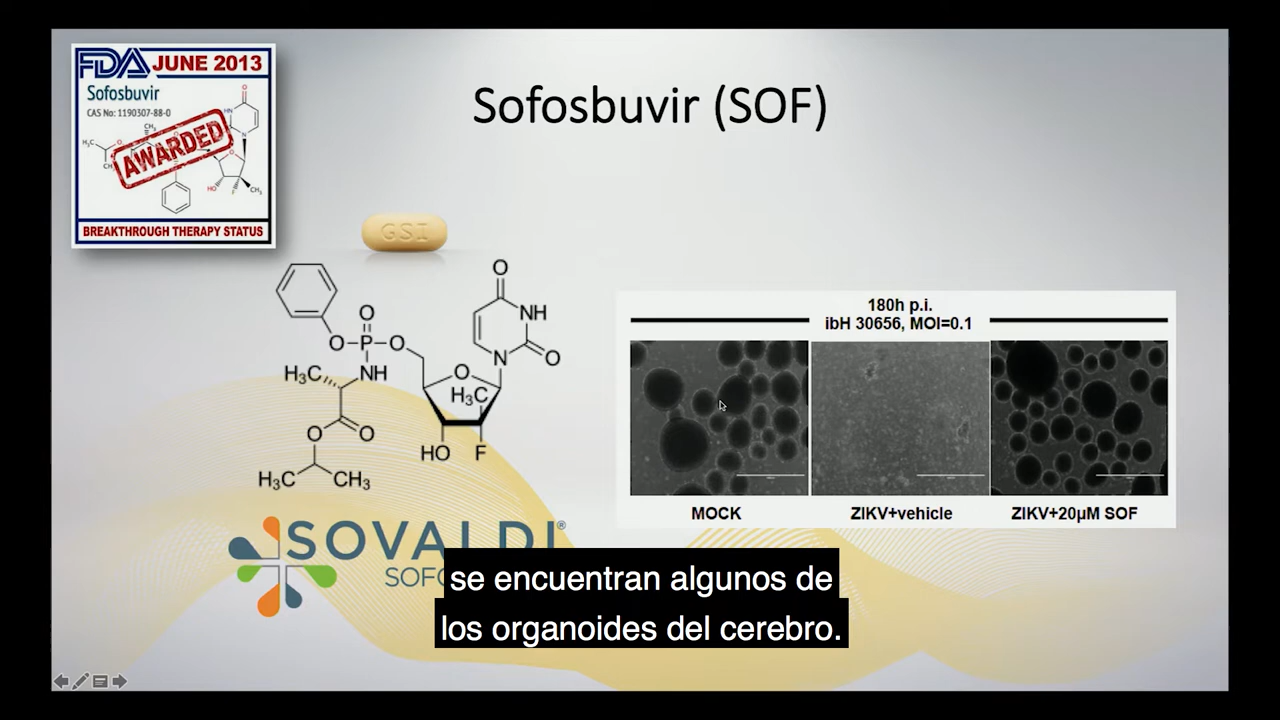 FDA JUNE 2013
Sofosbuvir
CAS No: 1190307-88-0
AWARDED
BREAKTHROUGH THERAPY STATUS
Sofosbuvir (SOF)
GSI
O
NH
O
N
O
O
P
O
NH
H₃C
O
H₃C
O
O
HO
F
H₃C
CH₃
180h p.i.
ibH 30656, MOI=0.1
MOCK
ZIKV+vehicle
ZIKV+20µM SOF
SOVALDI®
SOFO
se encuentran algunos de
los organoides del cerebro.